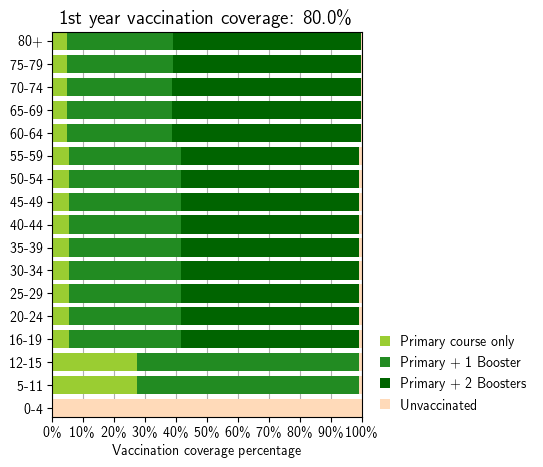 1st year vaccination coverage: 80.0%
80+
75-79
70-74
65-69
60-64
55-59
50-54
45-49
40-44
35-39
30-34
25-29
20-24
16-19
12-15
5-11
0-4
0% 10% 20% 30% 40% 50% 60% 70% 80% 90% 100%
Vaccination coverage percentage
Primary course only
Primary + 1 Booster
Primary + 2 Boosters
Unvaccinated